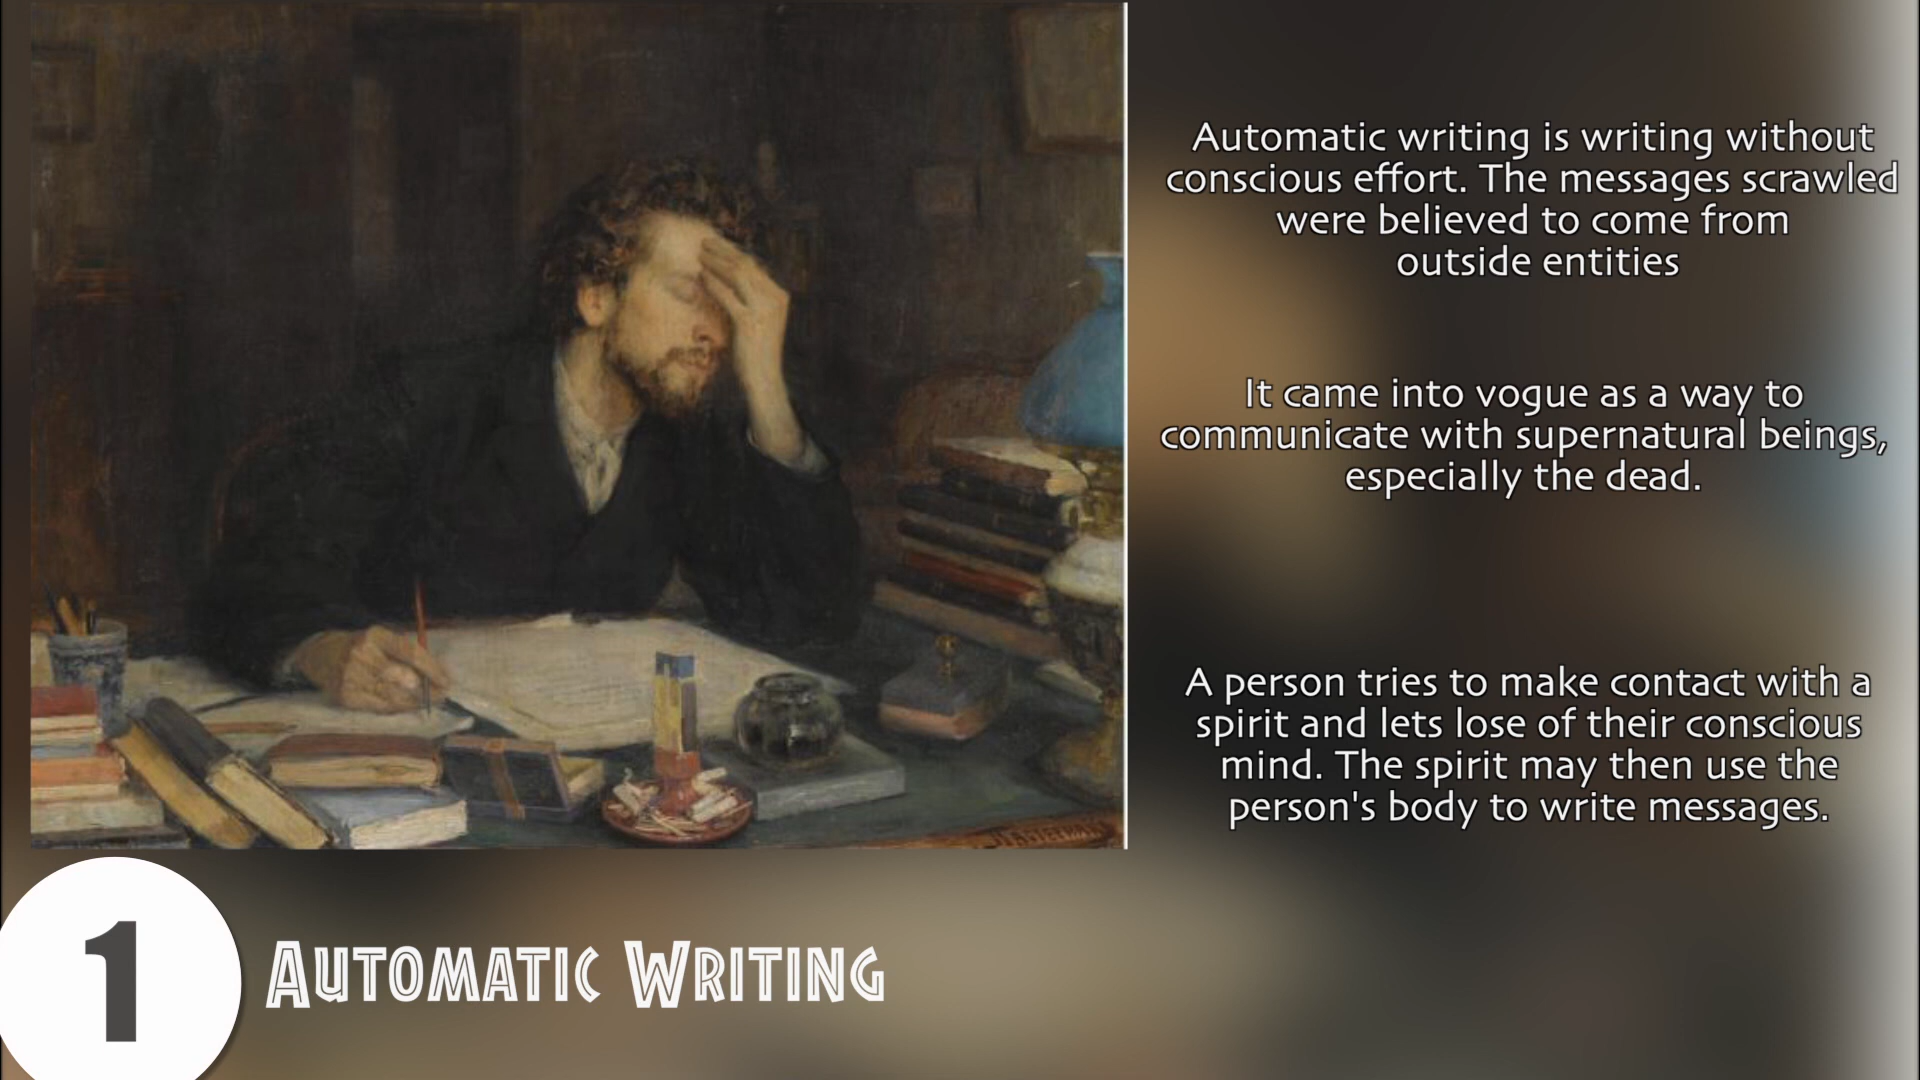 Automatic writing is writing without
conscious effort. The messages scrawled
were believed to come from
outside entities
It came into vogue as a way to
communicate with supernatural beings,
especially the dead.
A person tries to make contact with a
spirit and lets lose of their conscious
mind. The spirit may then use the
person's body to write messages.
1
Automatic Writing